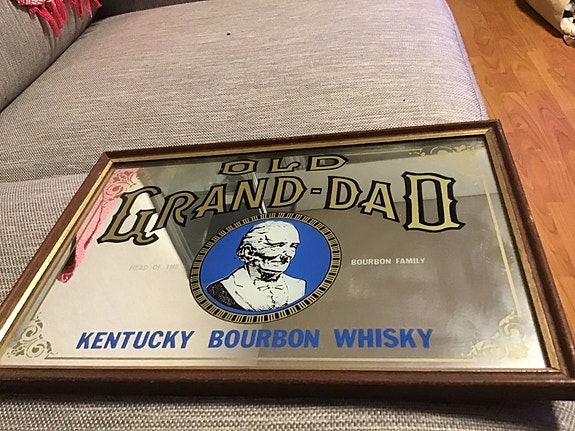 OLD
GRAND-DAD
HEAD OF THE BOURBON FAMILY
KENTUCKY BOURBON WHISKY